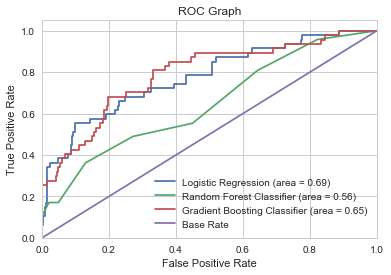 ROC Graph
True Positive Rate
1.0
0.8
0.6
0.4
0.2
0.0
Logistic Regression (area = 0.69)
Random Forest Classifier (area = 0.56)
Gradient Boosting Classifier (area = 0.65)
Base Rate
0.0 0.2 0.4 0.6 0.8 1.0
False Positive Rate